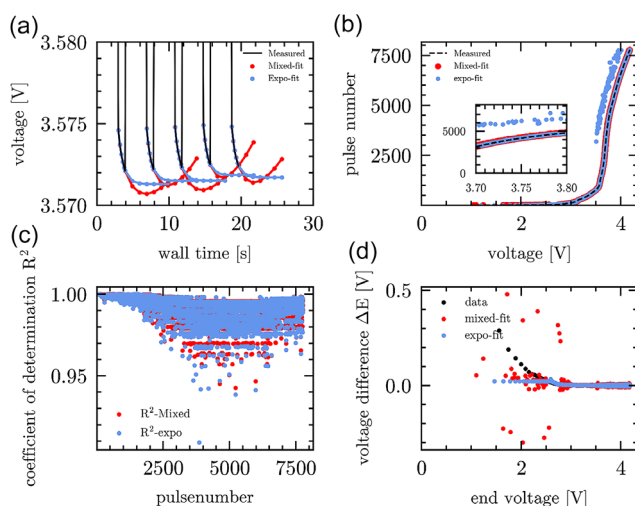 (a)
3.580
3.575
3.570
voltage
[V]
Measured
Mixed-fit
Expo-fit
0
10
20
30
wall time [s]
(b)
7500
5000
2500
pulse number
Measured
Mixed-fit
expo-fit
5000
0
3.70
3.75
3.80
0
2
4
voltage [V]
(c)
1.00
0.95
coefficient of determination R²
R²-Mixed
R²-expo
2500
5000
7500
pulsenumber
(d)
0.5
0.0
voltage difference ΔE [V]
data
mixed-fit
expo-fit
0
2
4
end voltage [V]